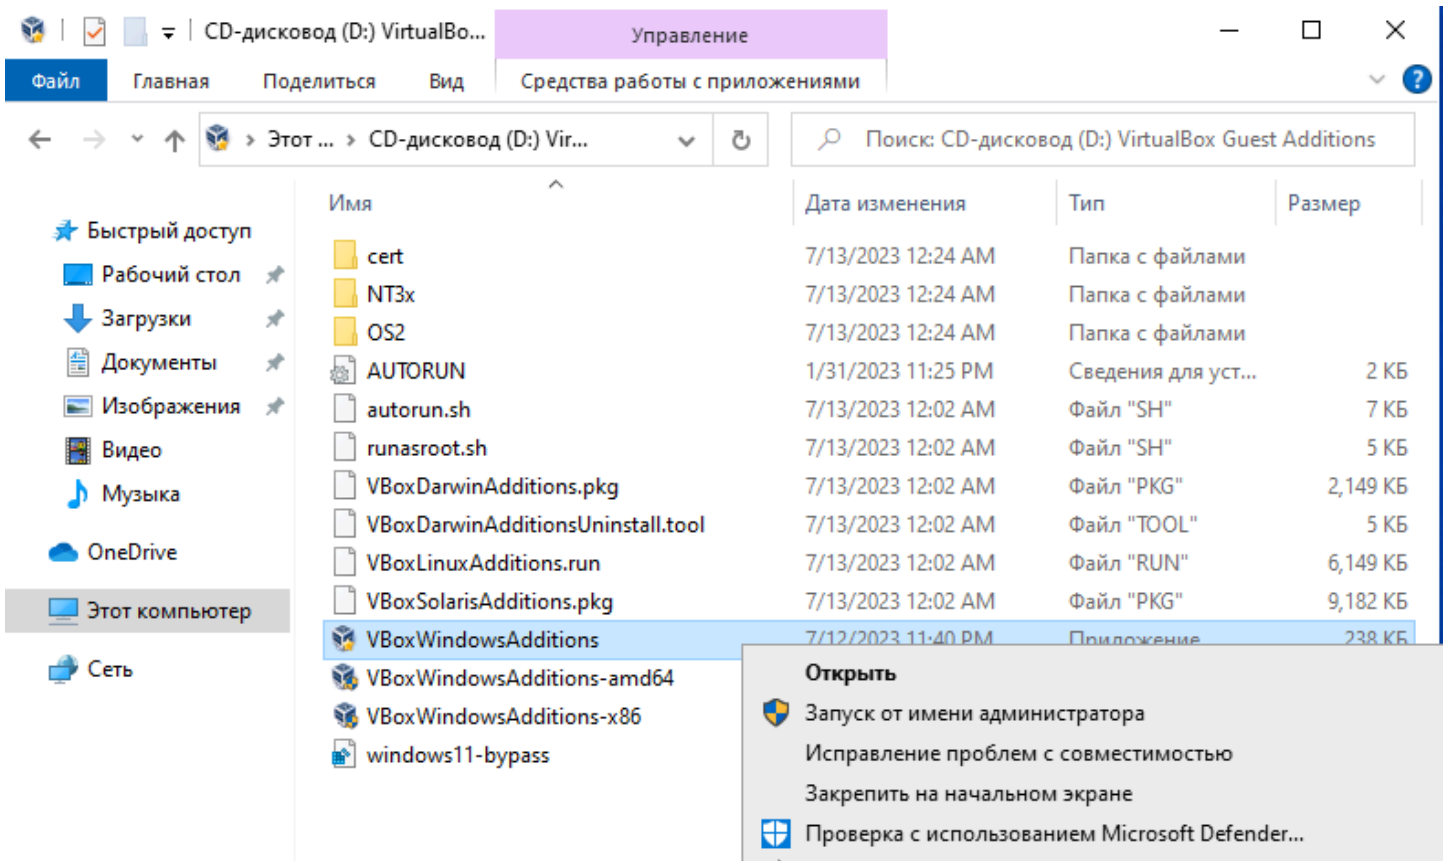 CD-дисковод (D:) VirtualBo...
Управление
Файл Главная Поделиться Вид Средства работы с приложениями
Этот ... CD-дисковод (D:) Vir... Поиск: CD-дисковод (D:) VirtualBox Guest Additions
Имя Дата изменения Тип Размер
Быстрый доступ
Рабочий стол
Загрузки
Документы
Изображения
Видео
Музыка
OneDrive
Этот компьютер
Сеть
cert 7/13/2023 12:24 AM Папка с файлами
NT3x 7/13/2023 12:24 AM Папка с файлами
OS2 7/13/2023 12:24 AM Папка с файлами
AUTORUN 1/31/2023 11:25 PM Сведения для уст... 2 КБ
autorun.sh 7/13/2023 12:02 AM Файл "SH" 7 КБ
runasroot.sh 7/13/2023 12:02 AM Файл "SH" 5 КБ
VBoxDarwinAdditions.pkg 7/13/2023 12:02 AM Файл "PKG" 2,149 КБ
VBoxDarwinAdditionsUninstall.tool 7/13/2023 12:02 AM Файл "TOOL" 5 КБ
VBoxLinuxAdditions.run 7/13/2023 12:02 AM Файл "RUN" 6,149 КБ
VBoxSolarisAdditions.pkg 7/13/2023 12:02 AM Файл "PKG" 9,182 КБ
VBoxWindowsAdditions 7/12/2023 11:40 PM Приложение 238 КБ
VBoxWindowsAdditions-amd64
VBoxWindowsAdditions-x86
windows11-bypass
Открыть
Запуск от имени администратора
Исправление проблем с совместимостью
Закрепить на начальном экране
Проверка с использованием Microsoft Defender...